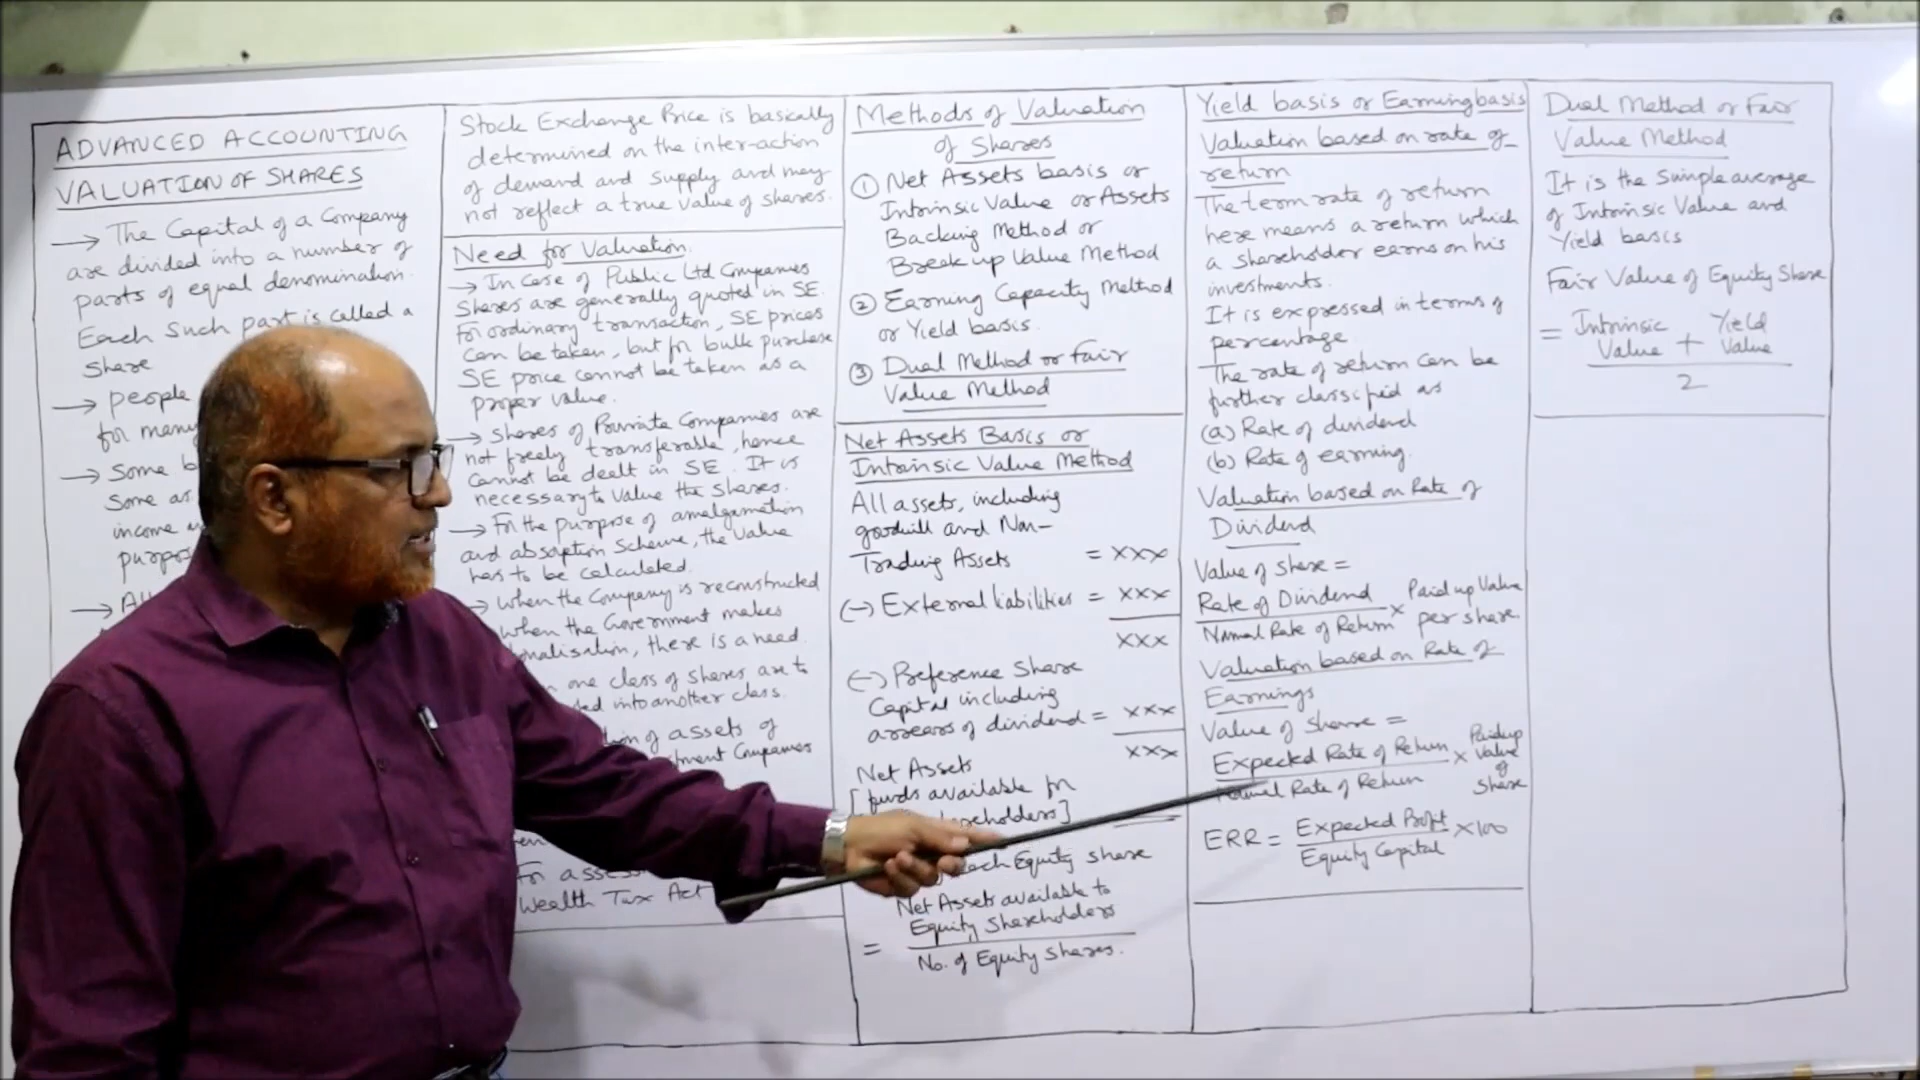 ADVANCED ACCOUNTING
VALUATION OF SHARES
→ The Capital of a Company
are divided into a number of
parts of equal denomination.
Each such part is called a
share
→ people
for many
→ Some b
Some as
income a
purpos
→ All
Stock Exchange Price is basically
determined on the inter-action
of demand and supply and may
not reflect a true value of shares.
Need for Valuation.
→ In Case of Public Ltd Companies
Shares are generally quoted in SE.
For ordinary transaction, SE prices
can be taken, but for bulk purchase
SE price cannot be taken as a
proper value.
→ Shares of Private Companies are
not freely transferable, hence
cannot be dealt in SE. It is
necessary to value the shares.
→ For the purpose of amalgamation
and absorption Scheme, the value
has to be calculated.
→ When the Company is reconstructed
When the Government makes
nalisation, there is a need.
one class of shares are to
ed into another class.
tion of assets of
stment Companies
For assess
Wealth Tax Act
Methods of Valuation
of Shares
① Net Assets basis or
Intrinsic Value or Assets
Backing Method or
Break up Value Method
② Earning Capacity Method
or Yield basis.
③ Dual Method or Fair
Value Method
Net Assets Basis or
Intrinsic Value Method
All assets, including
goodwill and Non-
Trading Assets = xxx
(-) External liabilities = xxx
xxx
(-) Preference Share
Capital including
arrears of dividend = xxx
xxx
Net Assets
[funds available for
shareholders]
each Equity share
Net Assets available to
Equity Shareholders
=
No. of Equity Shares.
Yield basis or Earning basis
Valuation based on rate of
return
The term rate of return
here means a return which
a shareholder earns on his
investments.
It is expressed in terms of
percentage
The rate of return can be
further classified as
(a) Rate of dividend
(b) Rate of earning.
Valuation based on Rate of
Dividend
Value of share =
Rate of Dividend × Paid up Value
Normal Rate of Return per share.
Valuation based on Rate of
Earnings
Value of share =
Expected Rate of Return × Paid up Value of share
Normal Rate of Return
ERR = Expected Profit × 100
Equity Capital
Dual Method or Fair
Value Method
It is the simple average
of Intrinsic Value and
Yield basis
Fair Value of Equity Share
= Intrinsic Value + Yield Value
2